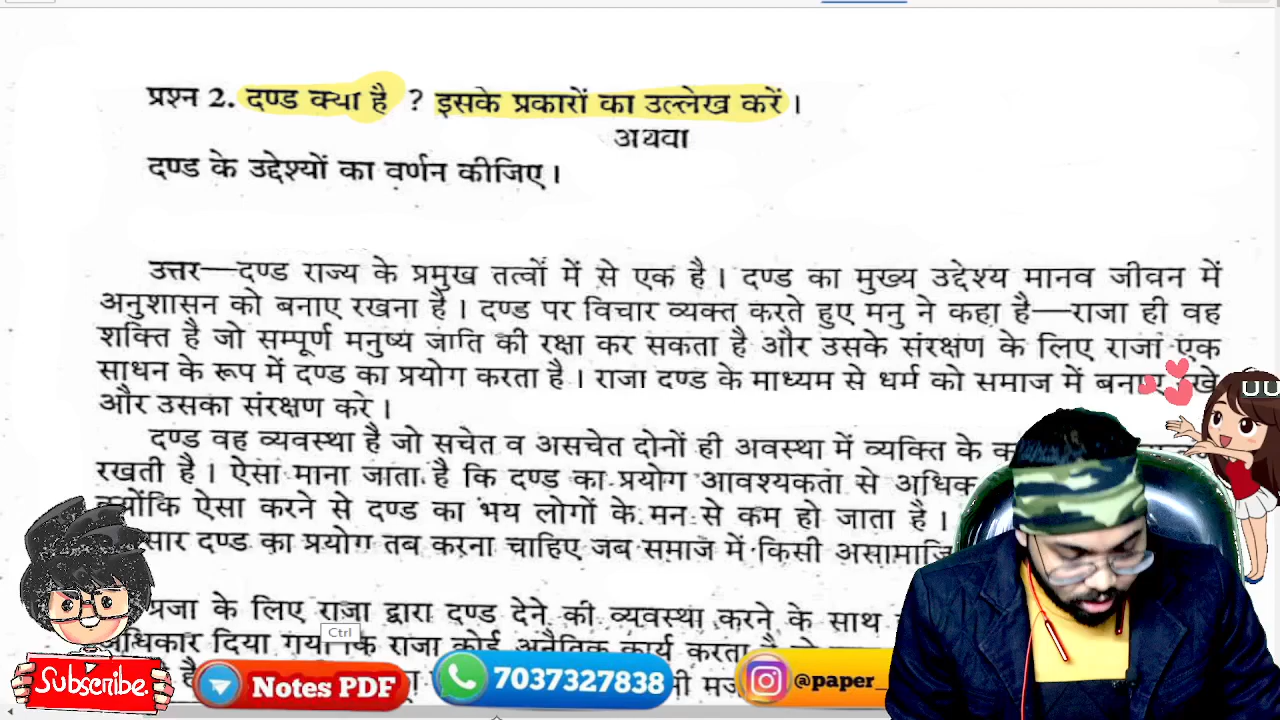 प्रश्न 2. दण्ड क्या है ? इसके प्रकारों का उल्लेख करें ।
अथवा
दण्ड के उद्देश्यों का वर्णन कीजिए ।
उत्तर—दण्ड राज्य के प्रमुख तत्वों में से एक है । दण्ड का मुख्य उद्देश्य मानव जीवन में
अनुशासन को बनाए रखना है । दण्ड पर विचार व्यक्त करते हुए मनु ने कहा है—राजा ही वह
शक्ति है जो सम्पूर्ण मनुष्य जाति की रक्षा कर सकता है और उसके संरक्षण के लिए राजा एक
साधन के रूप में दण्ड का प्रयोग करता है । राजा दण्ड के माध्यम से धर्म को समाज में बनाए रखे
और उसका संरक्षण करे ।
दण्ड वह व्यवस्था है जो सचेत व असचेत दोनों ही अवस्था में व्यक्ति के
रखती है । ऐसा माना जाता है कि दण्ड का प्रयोग आवश्यकता से अधिक
क्योंकि ऐसा करने से दण्ड का भय लोगों के मन से कम हो जाता है ।
दण्ड का प्रयोग तब करना चाहिए जब समाज में किसी
प्रजा के लिए राजा द्वारा दण्ड देने की व्यवस्था करने के साथ
अधिकार दिया गया कि राजा कोई अनैतिक कार्य करता है
Ctrl
Subscribe.
Notes PDF
7037327838
@paper_